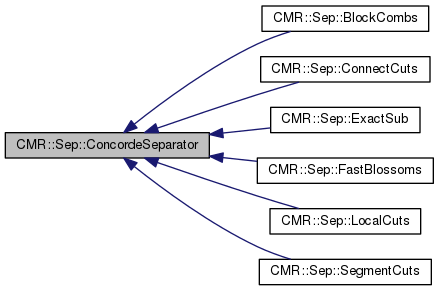 CMR::Sep::BlockCombs
CMR::Sep::ConnectCuts
CMR::Sep::ExactSub
CMR::Sep::ConcordeSeparator
CMR::Sep::FastBlossoms
CMR::Sep::LocalCuts
CMR::Sep::SegmentCuts